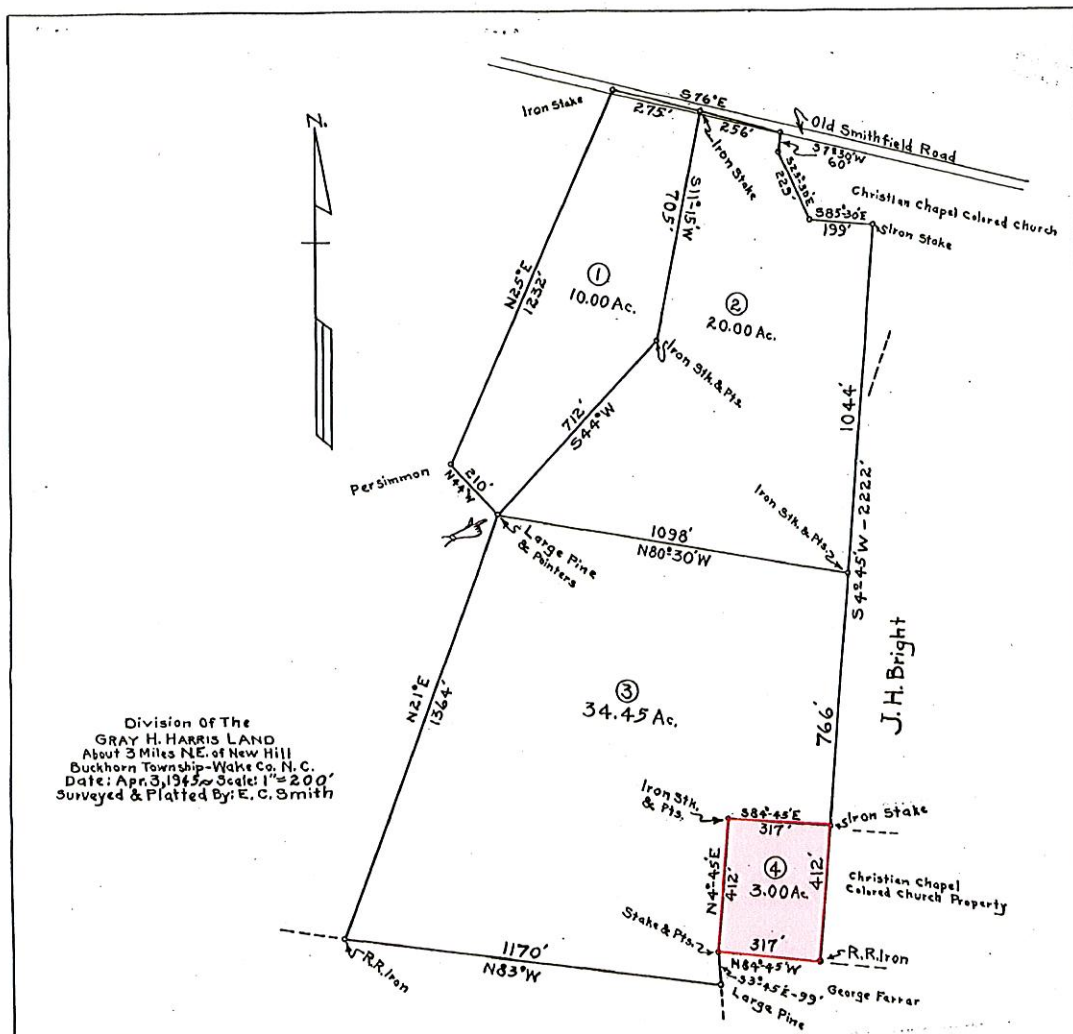 N.
Iron Stake
S76°E
275'
256'
Iron Stake
Old Smithfield Road
S7°30'W
60'
S23°30'E
229'
Christian Chapel Colored Church
S85°30'E
199'
Iron Stake
S11°-15'W
705'
N25°E
1232'
1
10.00 Ac.
2
20.00 Ac.
Iron Stk. & Pts.
712'
S44°W
1044'
Persimmon
210'
N44°W
Large Pine
& Pointers
1098'
N80°30'W
Iron Stk. & Pts.
S4°45'W-2222'
J.H. Bright
N21°E
1364'
3
34.45 Ac.
766'
Division Of The
GRAY H. HARRIS LAND
About 3 Miles N.E. of New Hill
Buckhorn Township-Wake Co. N.C.
Date: Apr. 3, 1945 ~ Scale: 1"=200'
Surveyed & Platted By: E. C. Smith
Iron Stk.
& Pts.
S84°-45'E
317'
Iron Stake
N4°-45'E
412'
4
3.00 Ac.
412'
Christian Chapel
Colored Church Property
Stake & Pts.
317'
N84°-45'W
R.R. Iron
George Farrar
1170'
N83°W
R.R. Iron
S3°45'E-99'
Large Pine